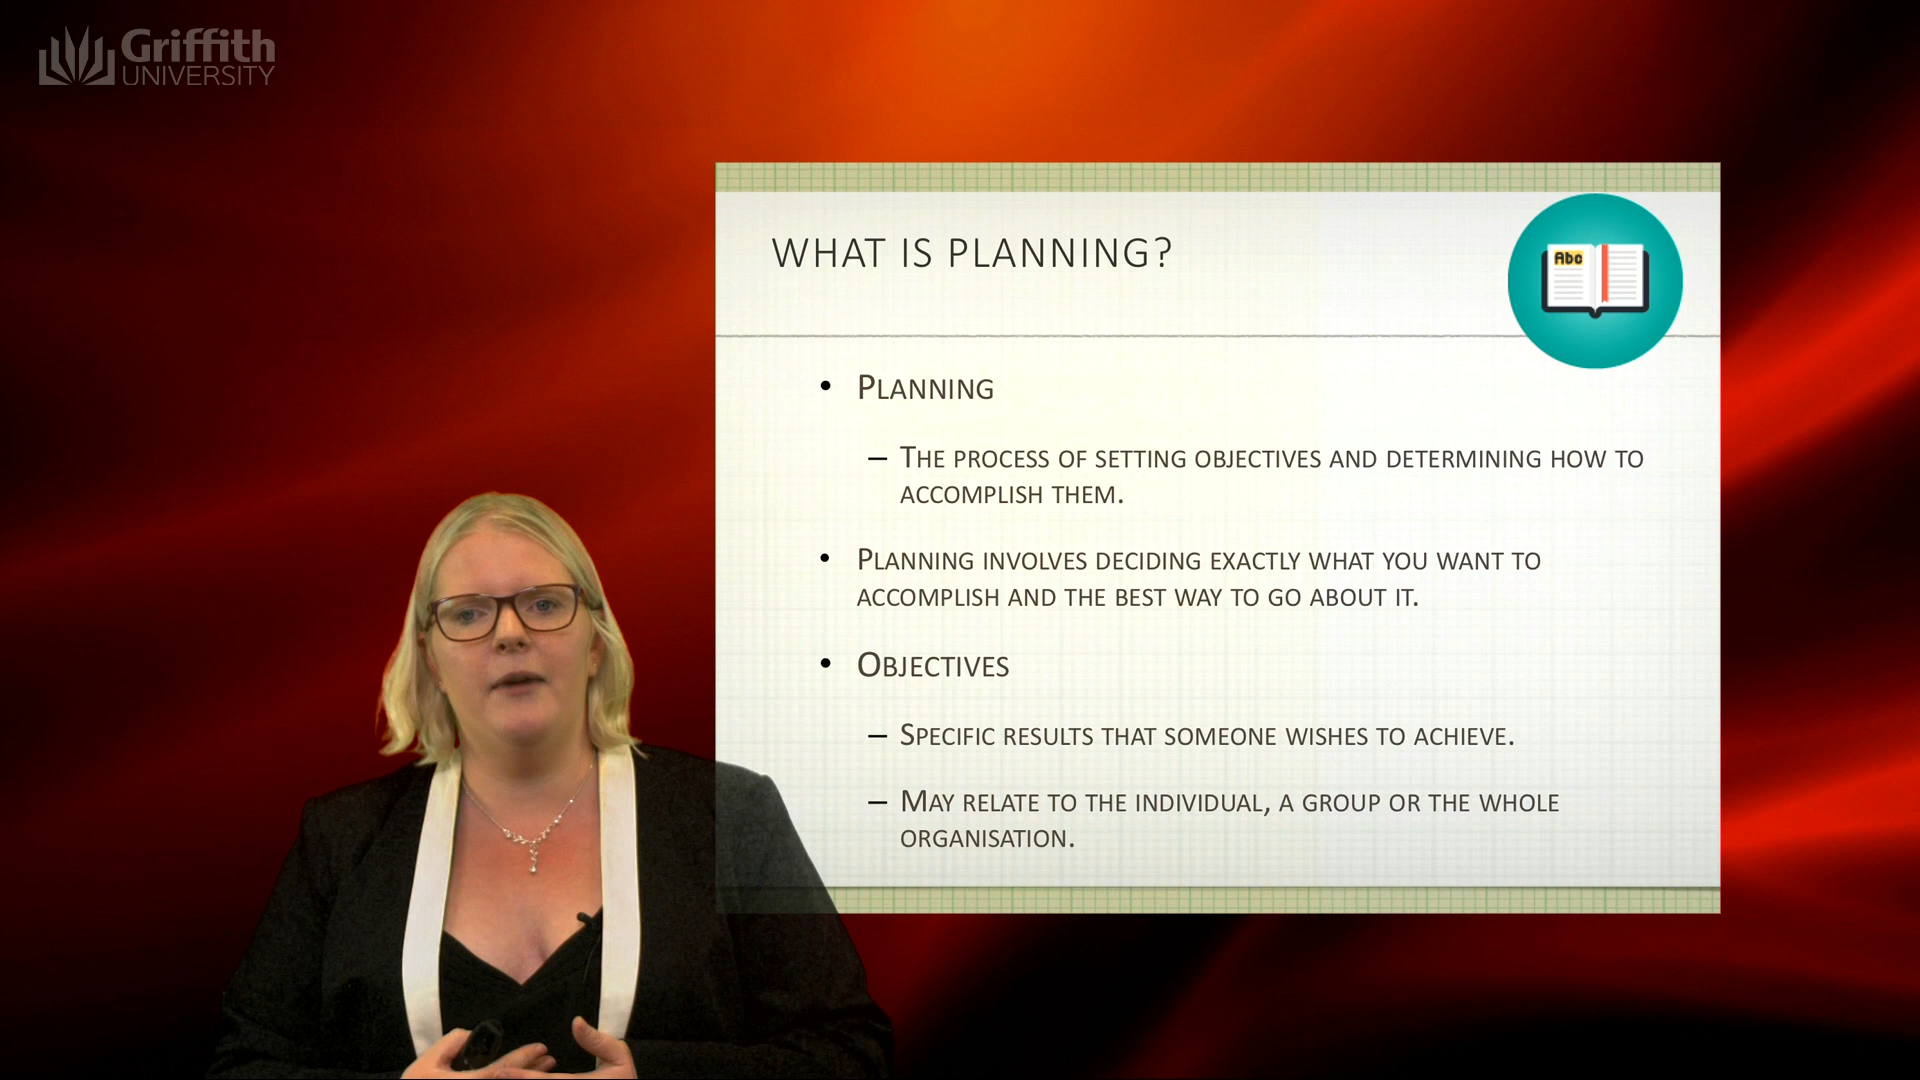 Griffith
UNIVERSITY
WHAT IS PLANNING?
Abc
• PLANNING
– THE PROCESS OF SETTING OBJECTIVES AND DETERMINING HOW TO
ACCOMPLISH THEM.
• PLANNING INVOLVES DECIDING EXACTLY WHAT YOU WANT TO
ACCOMPLISH AND THE BEST WAY TO GO ABOUT IT.
• OBJECTIVES
– SPECIFIC RESULTS THAT SOMEONE WISHES TO ACHIEVE.
– MAY RELATE TO THE INDIVIDUAL, A GROUP OR THE WHOLE
ORGANISATION.